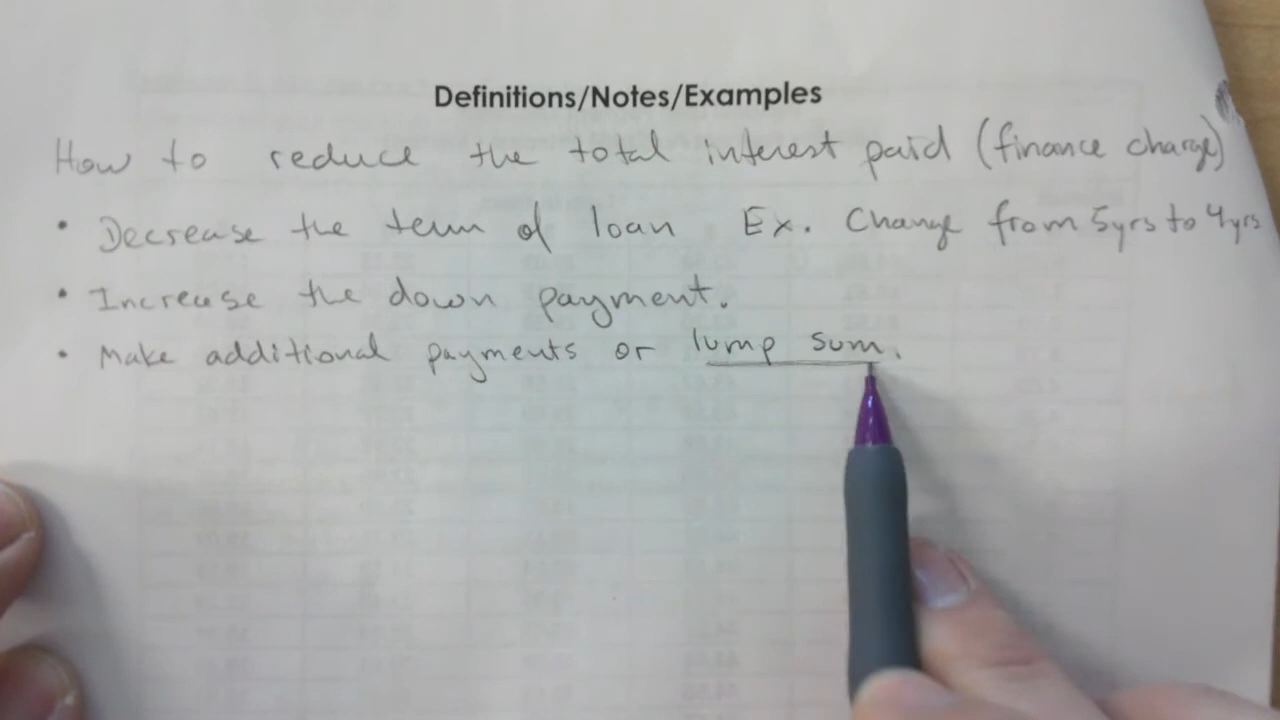 Definitions/Notes/Examples
How to reduce the total interest paid (finance charge)
• Decrease the term of loan Ex. Change from 5yrs to 4yrs
• Increase the down payment.
• Make additional payments or lump sum.